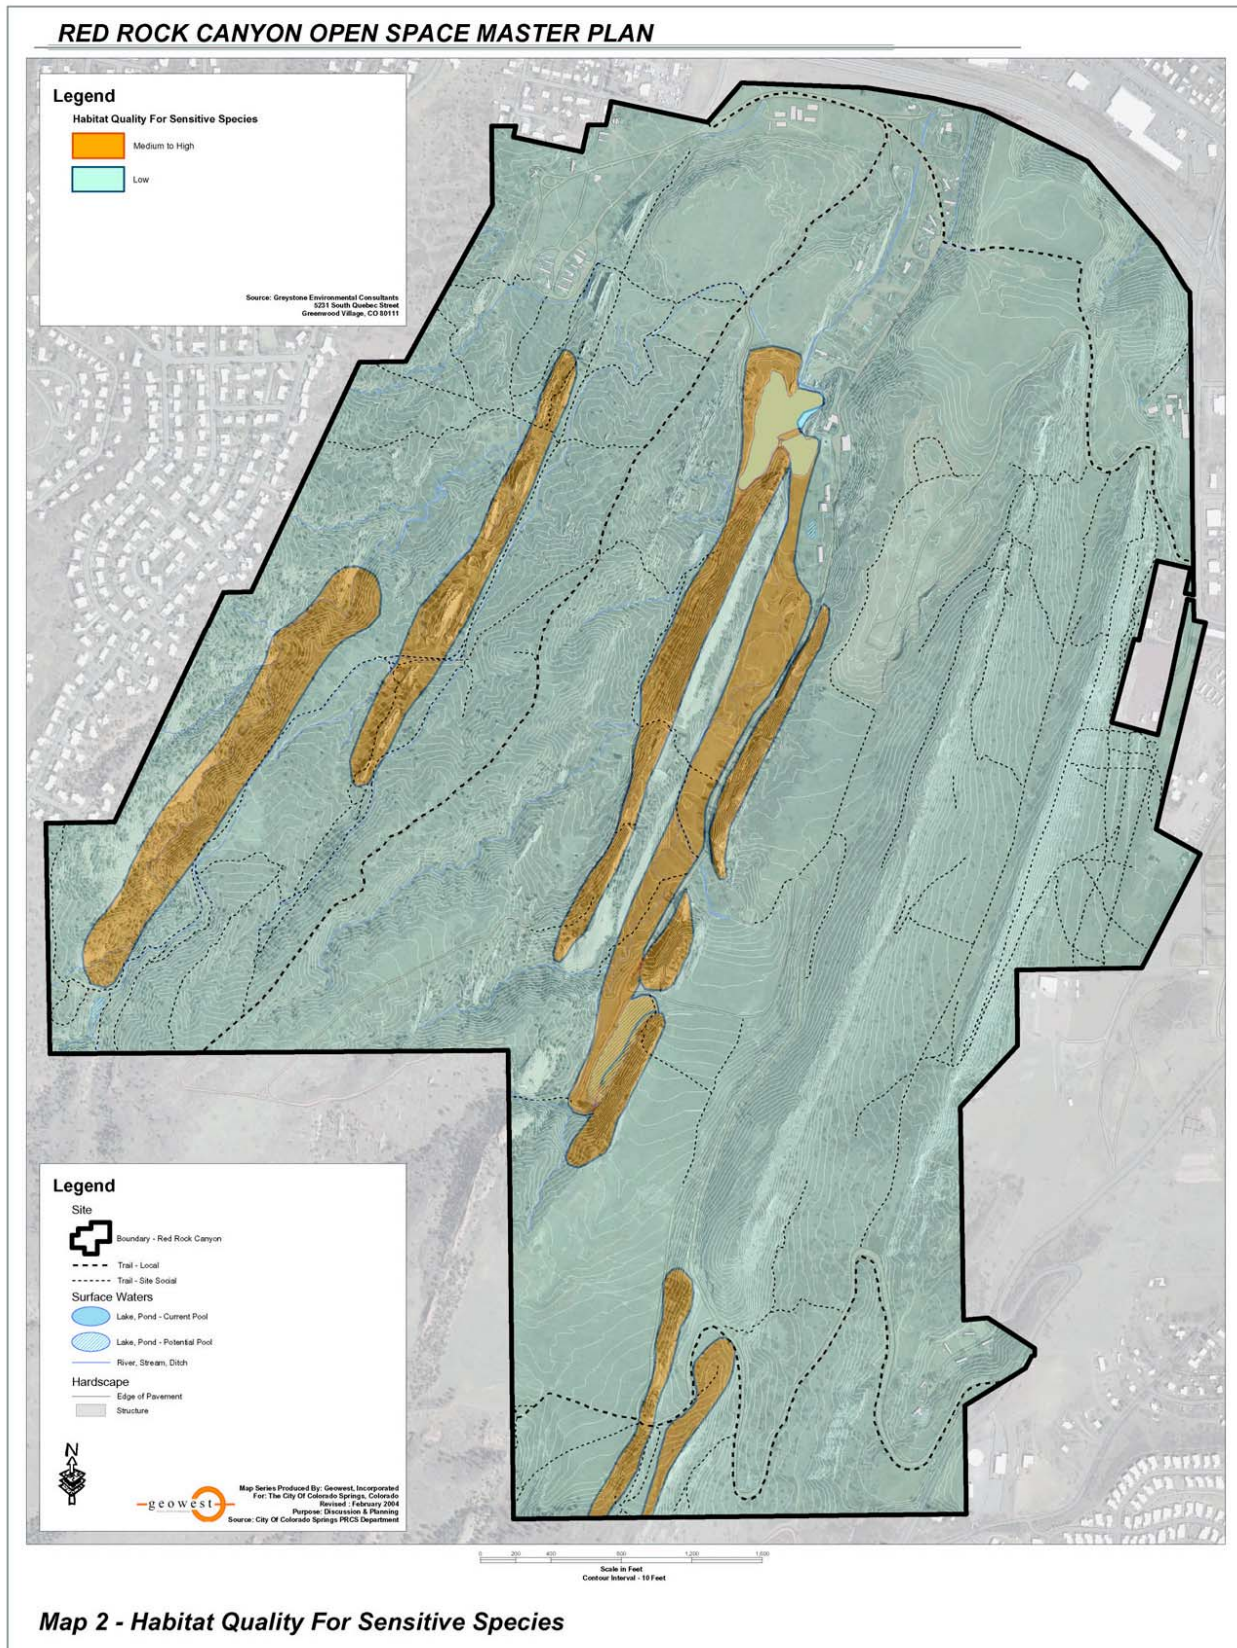 RED ROCK CANYON OPEN SPACE MASTER PLAN
Legend
Habitat Quality For Sensitive Species
Medium to High
Low
Source: Greystone Environmental Consultants
5231 South Quebec Street
Greenwood Village, CO 80111
Legend
Site
Boundary - Red Rock Canyon
Trail - Local
Trail - Site Social
Surface Waters
Lake, Pond - Current Pool
Lake, Pond - Potential Pool
River, Stream, Ditch
Hardscape
Edge of Pavement
Structure
N
geowest
Map Series Produced By: Geowest, Incorporated
For: The City Of Colorado Springs, Colorado
Revised : February 2004
Purpose: Discussion & Planning
Source: City Of Colorado Springs PRCS Department
0 200 400 800 1,200 1,600
Scale in Feet
Contour Interval - 10 Feet
Map 2 - Habitat Quality For Sensitive Species